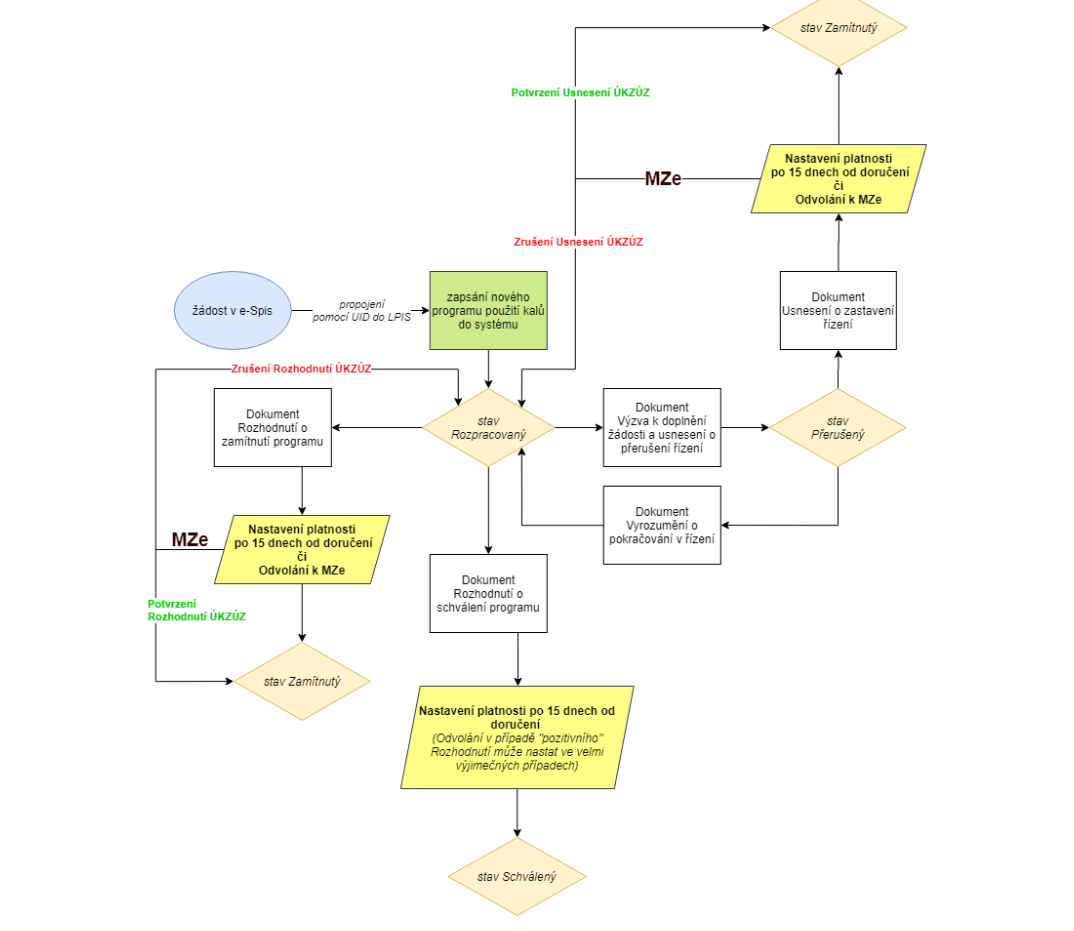 stav Zamítnutý
Potvrzení Usnesení ÚKZÚZ
Nastavení platnosti
po 15 dnech od doručení
či
Odvolání k MZe
MZe
Zrušení Usnesení ÚKZÚZ
žádost v e-Spis
propojení
pomocí UID do LPIS
zapsání nového
programu použití kalů
do systému
Dokument
Usnesení o zastavení
řízení
Zrušení Rozhodnutí ÚKZÚZ
Dokument
Rozhodnutí o
zamítnutí programu
stav
Rozpracovaný
Dokument
Výzva k doplnění
žádosti a usnesení o
přerušení řízení
stav
Přerušený
Dokument
Vyrozumění o
pokračování v řízení
MZe
Nastavení platnosti
po 15 dnech od doručení
či
Odvolání k MZe
Dokument
Rozhodnutí o
schválení programu
Potvrzení
Rozhodnutí ÚKZÚZ
stav Zamítnutý
Nastavení platnosti po 15 dnech od
doručení
(Odvolání v případě "pozitivního"
Rozhodnutí může nastat ve velmi
výjimečných případech)
stav Schválený